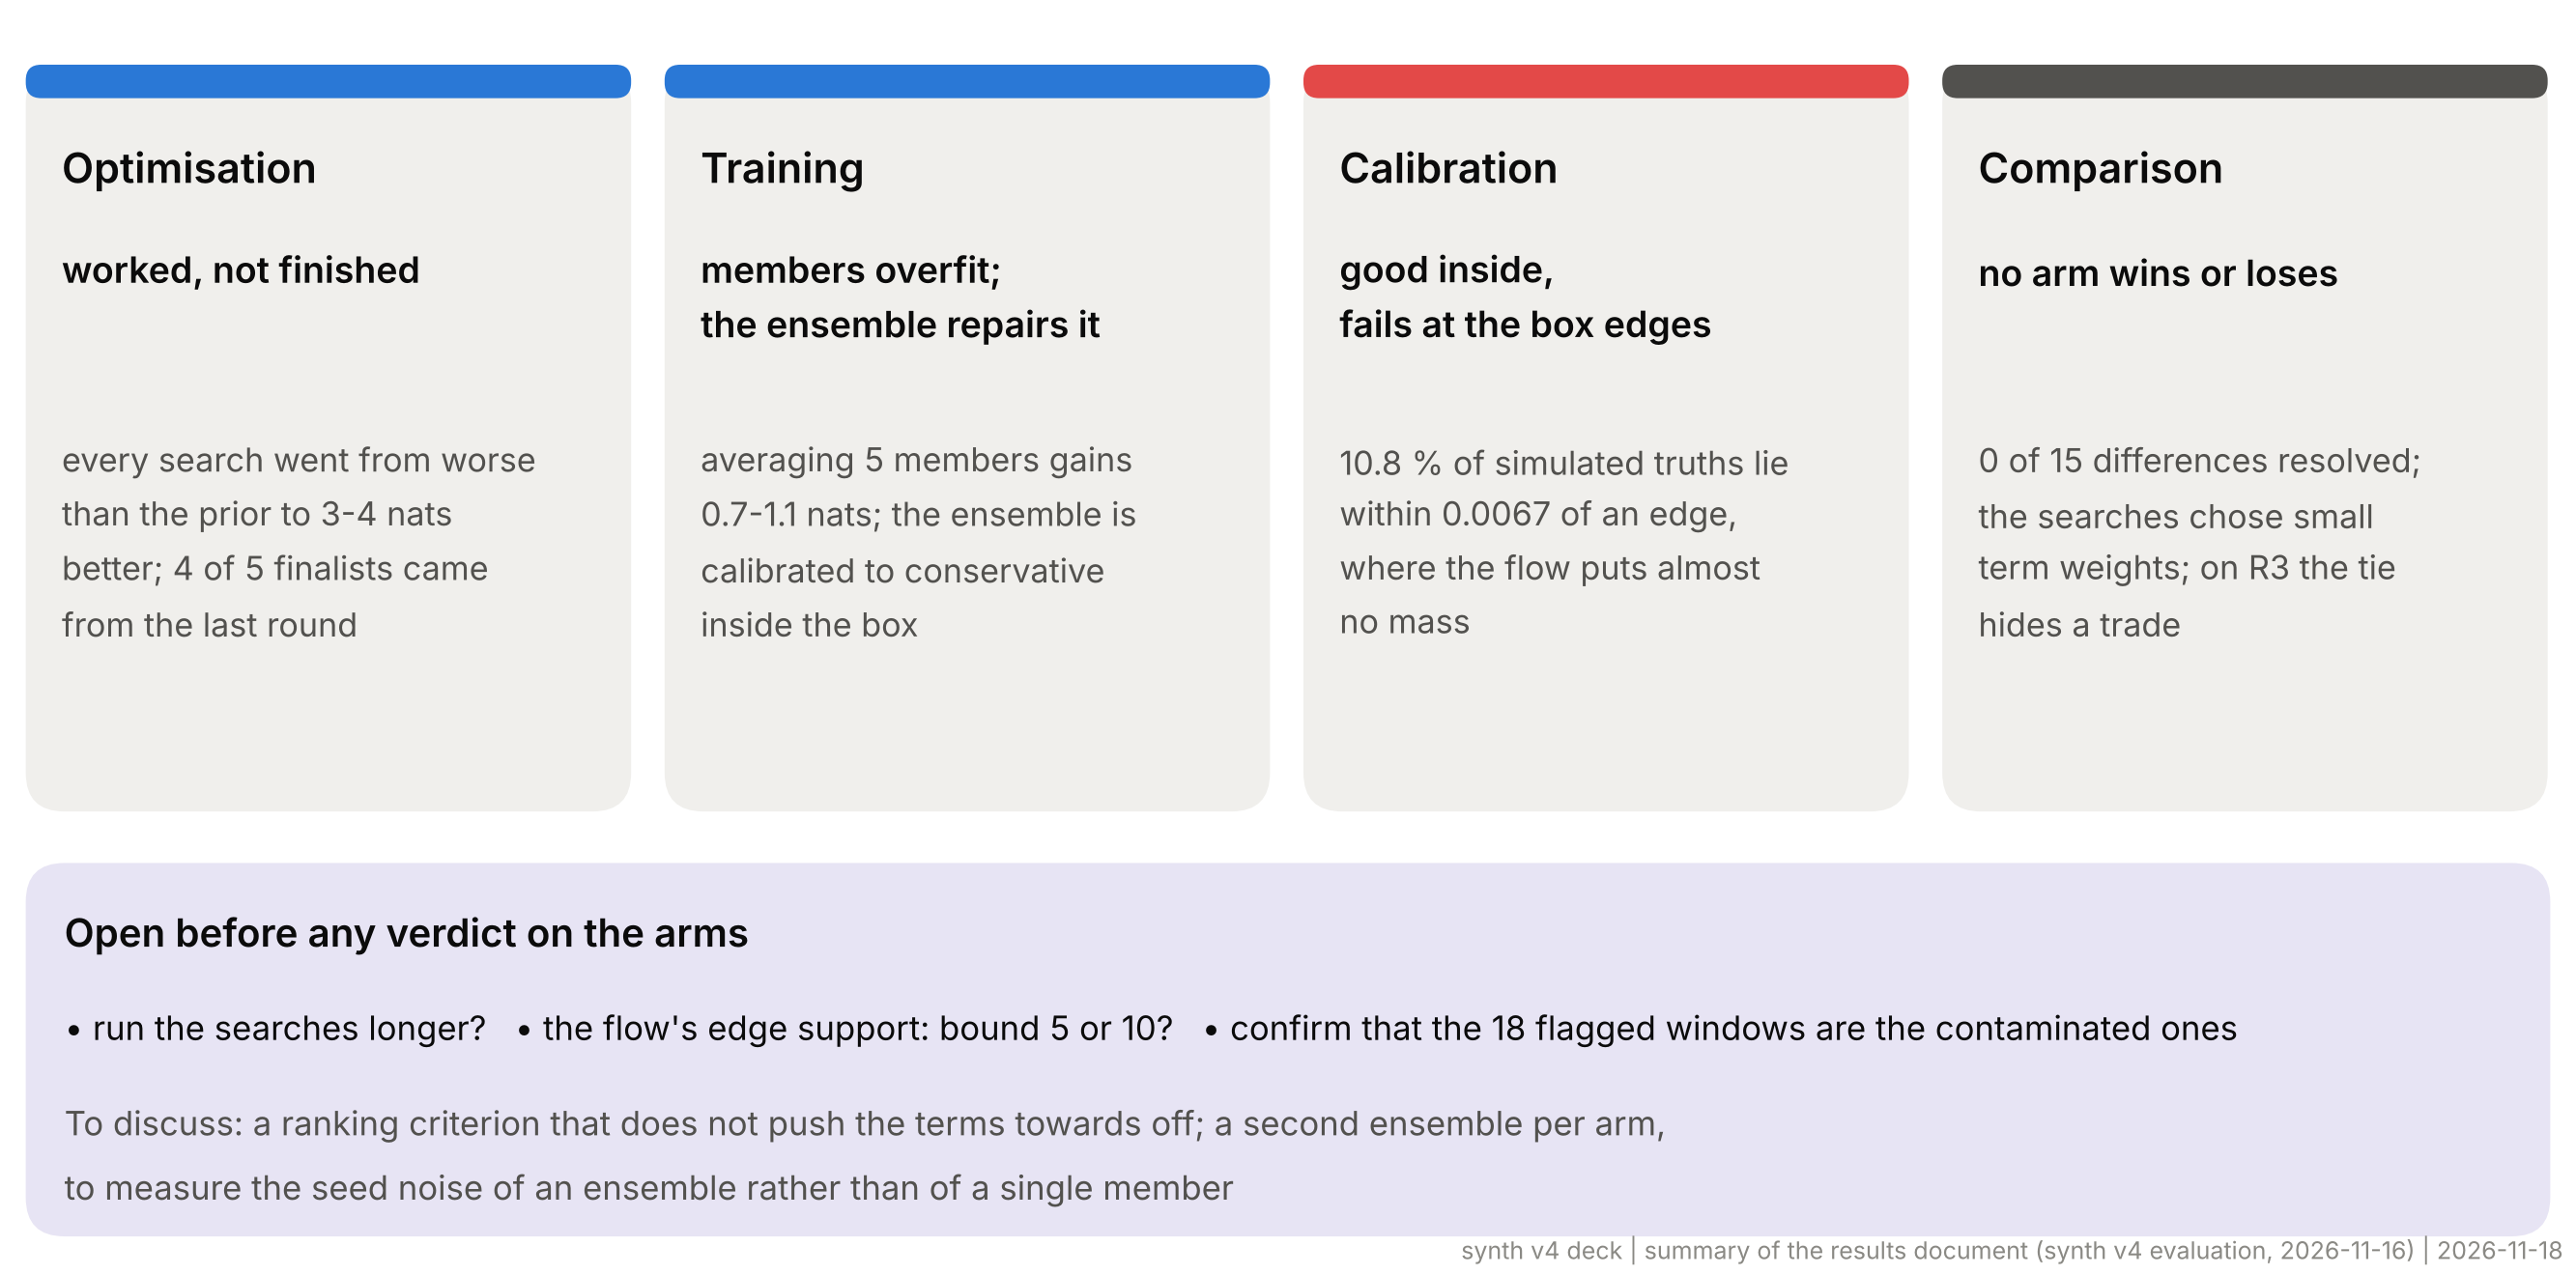 Optimisation
worked, not finished
every search went from worse
than the prior to 3-4 nats
better; 4 of 5 finalists came
from the last round
Training
members overfit;
the ensemble repairs it
averaging 5 members gains
0.7-1.1 nats; the ensemble is
calibrated to conservative
inside the box
Calibration
good inside,
fails at the box edges
10.8 % of simulated truths lie
within 0.0067 of an edge,
where the flow puts almost
no mass
Comparison
no arm wins or loses
0 of 15 differences resolved;
the searches chose small
term weights; on R3 the tie
hides a trade
Open before any verdict on the arms
• run the searches longer? • the flow's edge support: bound 5 or 10? • confirm that the 18 flagged windows are the contaminated ones
To discuss: a ranking criterion that does not push the terms towards off; a second ensemble per arm,
to measure the seed noise of an ensemble rather than of a single member
synth v4 deck | summary of the results document (synth v4 evaluation, 2026-11-16) | 2026-11-18